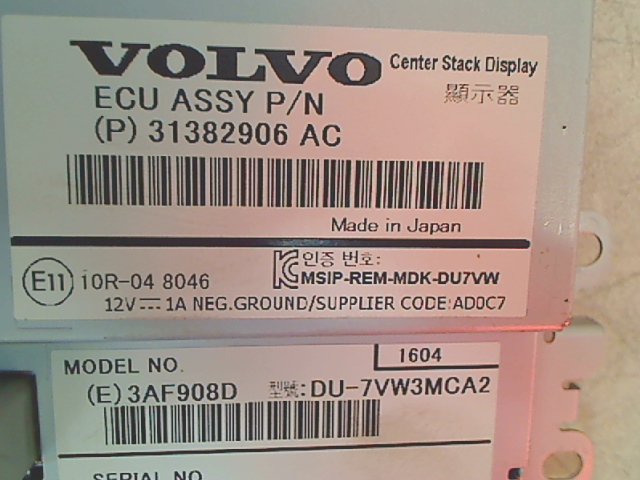 VOLVO Center Stack Display
ECU ASSY P/N 顯示器
(P) 31382906 AC
Made in Japan
E11 10R-04 8046 인증 번호:
MSIP-REM-MDK-DU7VW
12V⎓1A NEG.GROUND/SUPPLIER CODE:AD0C7
MODEL NO. 1604
(E) 3AF908D 型號:DU-7VW3MCA2
SERIAL NO.